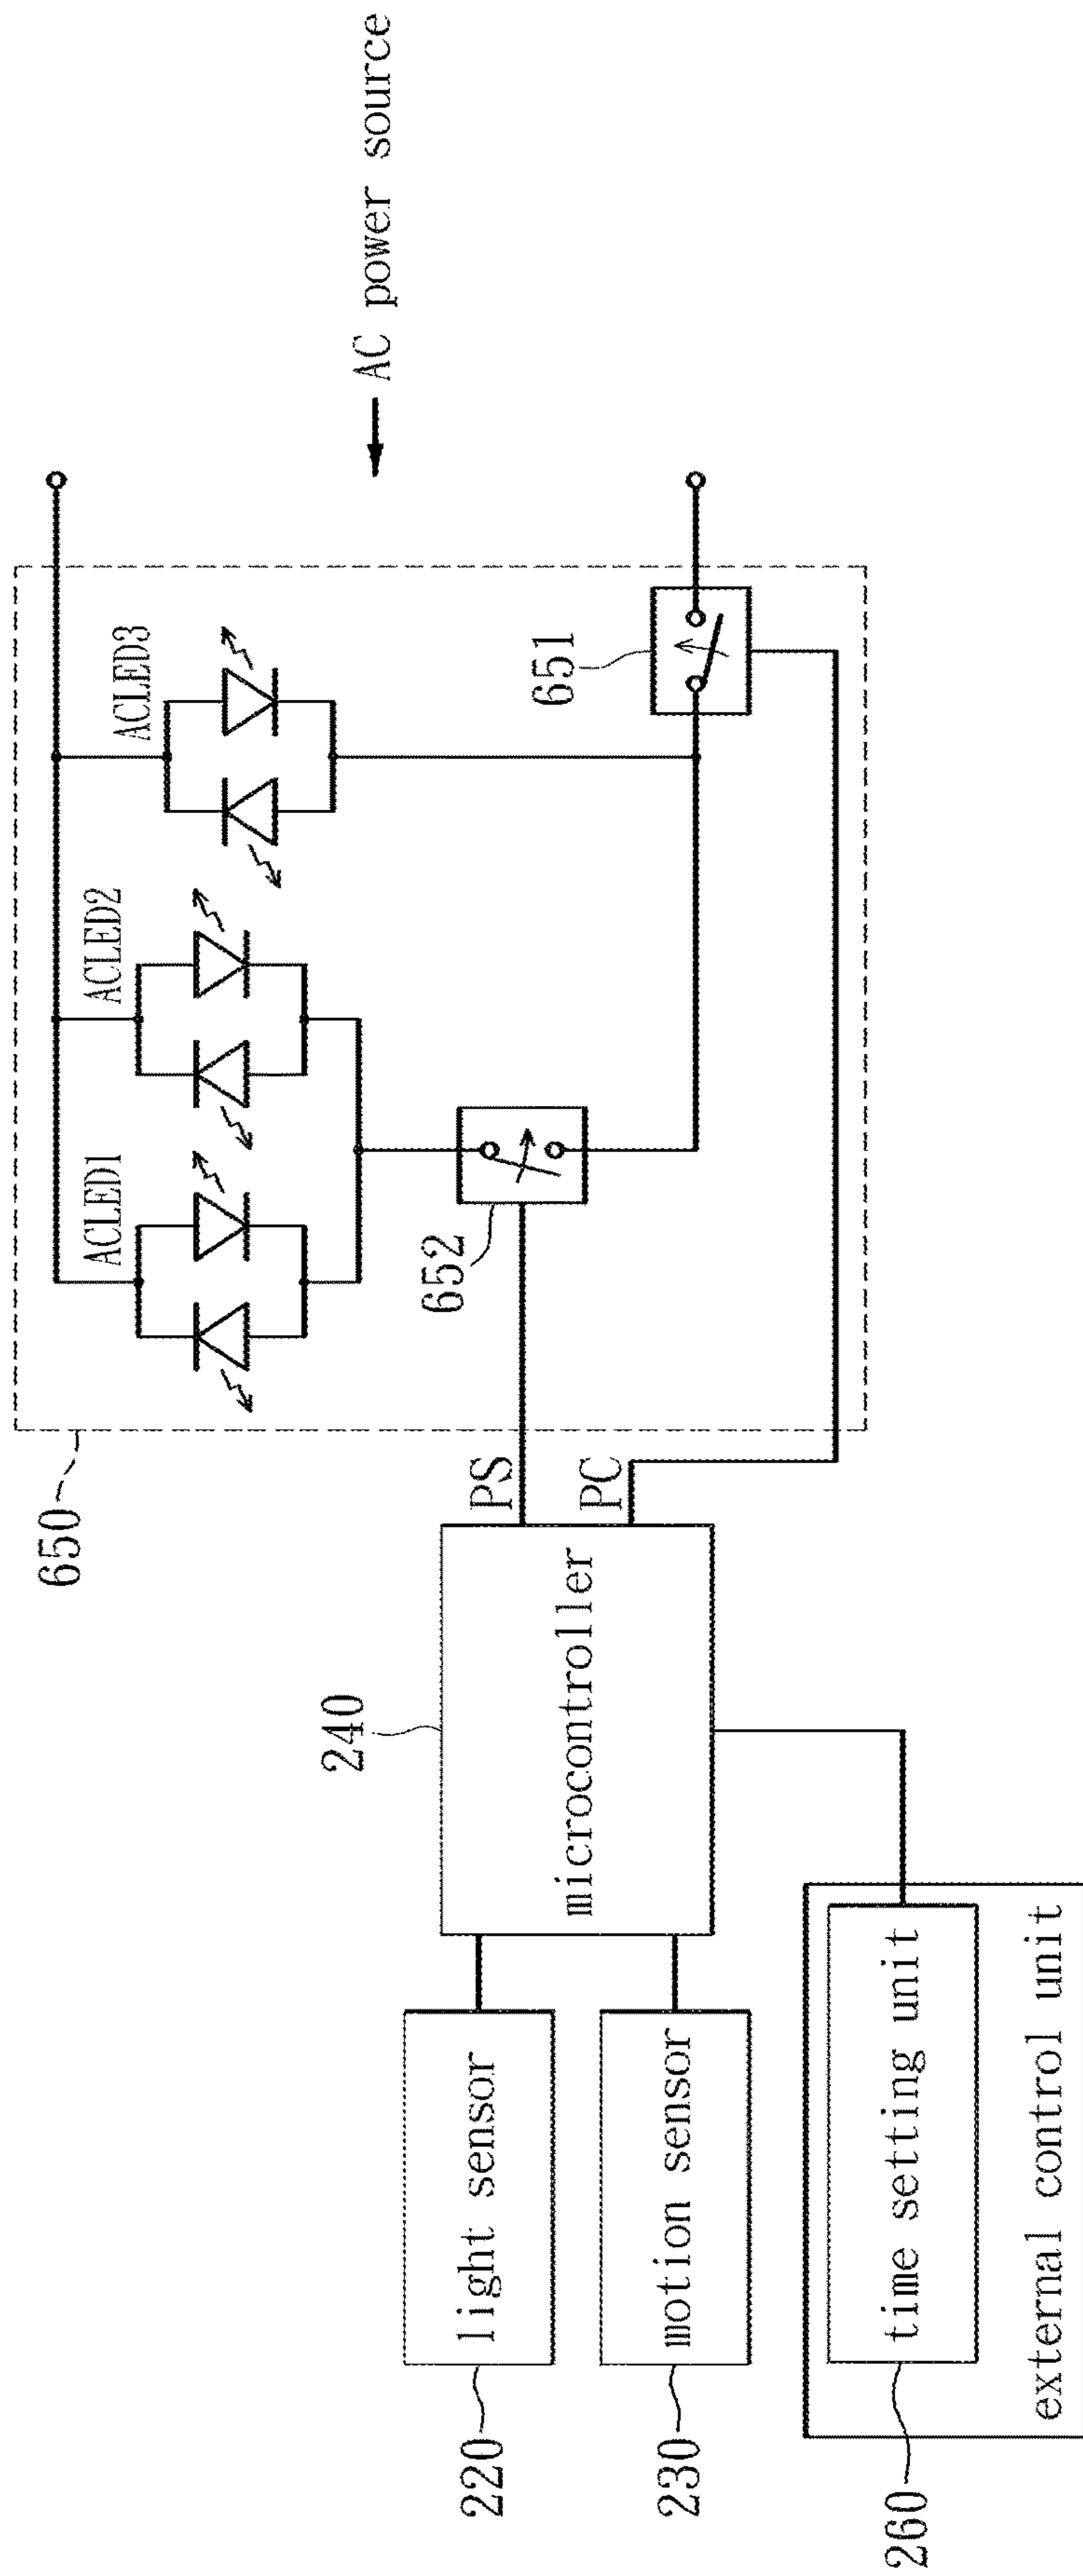 AC power source
ACLED1
ACLED2
ACLED3
650
651
652
PS
PC
240
microcontroller
220
light sensor
230
motion sensor
260
time setting unit
external control unit